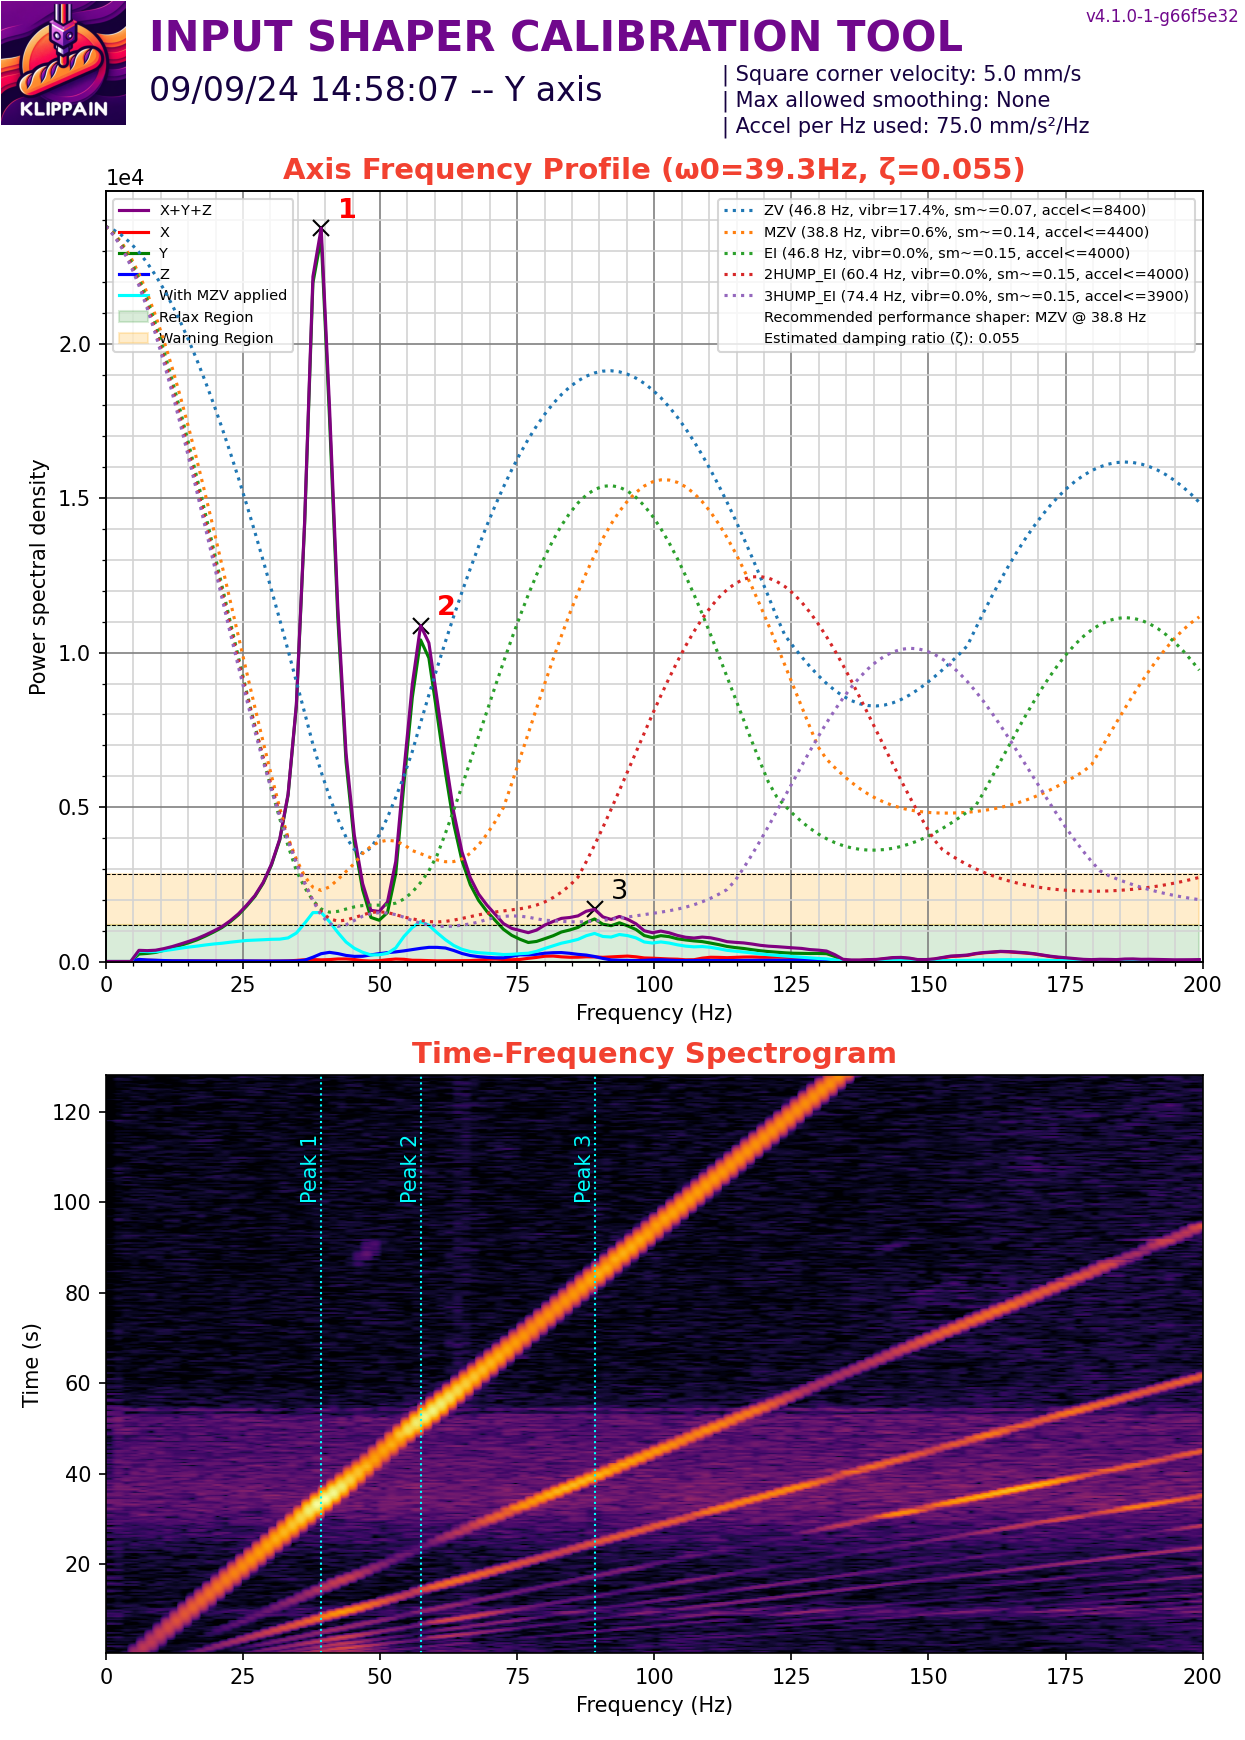 v4.1.0-1-g66f5e32
INPUT SHAPER CALIBRATION TOOL
KLIPPAIN
09/09/24 14:58:07 -- Y axis
| Square corner velocity: 5.0 mm/s
| Max allowed smoothing: None
| Accel per Hz used: 75.0 mm/s²/Hz
Axis Frequency Profile (ω0=39.3Hz, ζ=0.055)
1e4
X+Y+Z
X
Y
Z
With MZV applied
Relax Region
Warning Region
ZV (46.8 Hz, vibr=17.4%, sm~=0.07, accel<=8400)
MZV (38.8 Hz, vibr=0.6%, sm~=0.14, accel<=4400)
EI (46.8 Hz, vibr=0.0%, sm~=0.15, accel<=4000)
2HUMP_EI (60.4 Hz, vibr=0.0%, sm~=0.15, accel<=4000)
3HUMP_EI (74.4 Hz, vibr=0.0%, sm~=0.15, accel<=3900)
Recommended performance shaper: MZV @ 38.8 Hz
Estimated damping ratio (ζ): 0.055
1
2
3
Power spectral density
2.0
1.5
1.0
0.5
0.0
0 25 50 75 100 125 150 175 200
Frequency (Hz)
Time-Frequency Spectrogram
Peak 1
Peak 2
Peak 3
Time (s)
120
100
80
60
40
20
0 25 50 75 100 125 150 175 200
Frequency (Hz)